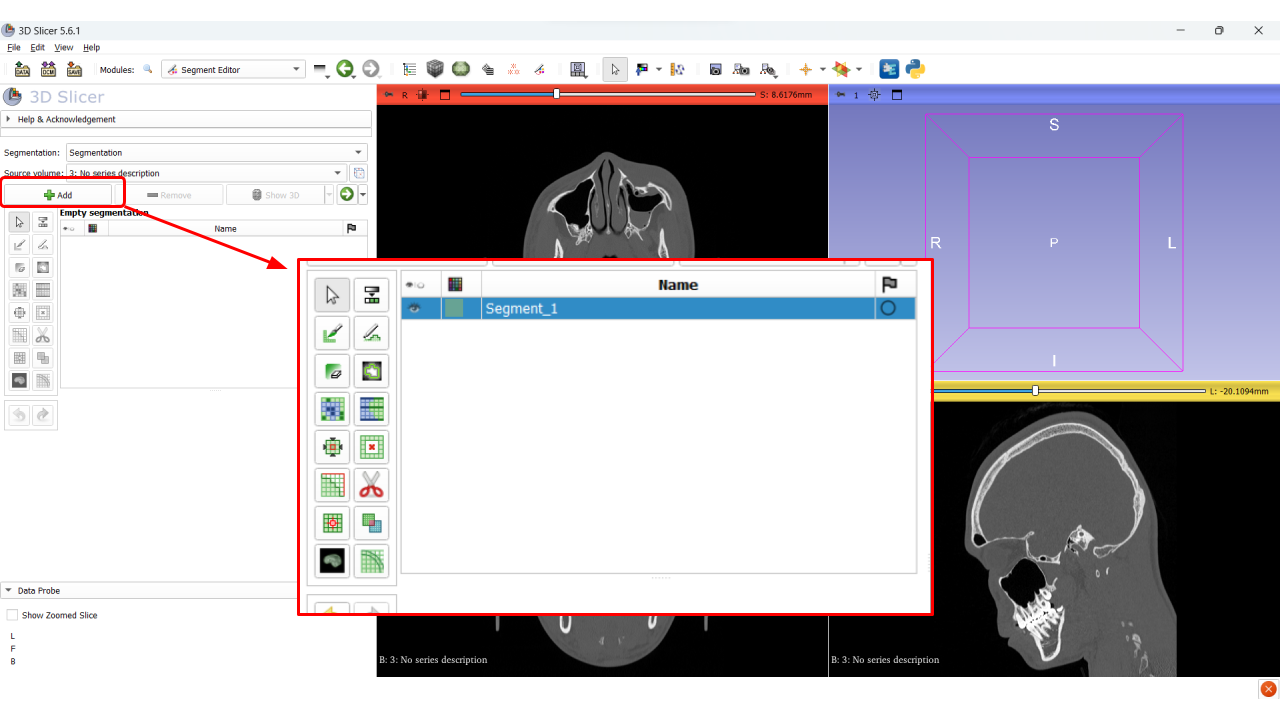 3D Slicer 5.6.1
File Edit View Help
DATA DCM SAVE Modules: Segment Editor
3D Slicer
Help & Acknowledgement
Segmentation: Segmentation
Source volume: 3: No series description
Add Remove Show 3D
Empty segmentation
Name
R S: 8.6176mm
1
S
R P L
I
Name
Segment_1
L: -20.1094mm
Data Probe
Show Zoomed Slice
L
F
B
B: 3: No series description
B: 3: No series description